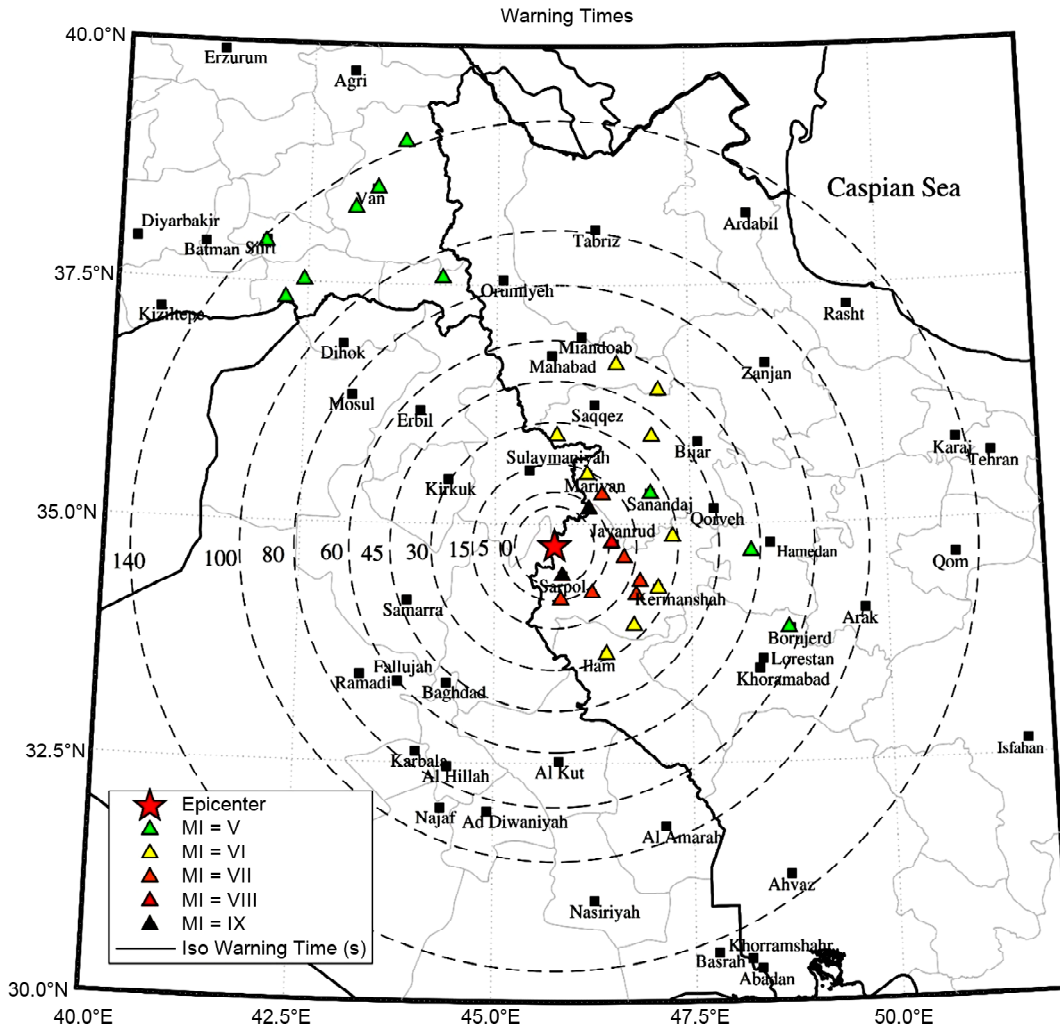 Warning Times
40.0°N
Erzurum
Agri
Van
Caspian Sea
Ardabil
Diyarbakir
Batman
Siirt
Tabriz
37.5°N
Orumiyeh
Kiziltepe
Rasht
Dihok
Miandoab
Mahabad
Zanjan
Mosul
Erbil
Saqqez
Karaj
Tehran
Bijar
Sulaymaniyah
Kirkuk
Marivan
Sanandaj
35.0°N
Qorveh
Javanrud
140 100 80 60 45 30 15 5 0
Hamedan
Qom
Sarpol
Kermanshah
Samarra
Arak
Borujerd
Lorestan
Fallujah
Ramadi
Ilam
Khoramabad
Baghdad
Isfahan
32.5°N
Karbala
Al Hillah
Al Kut
Najaf
Ad Diwaniyah
Al Amarah
Ahvaz
Nasiriyah
Khorramshahr
Basrah
Abadan
Epicenter
MI = V
MI = VI
MI = VII
MI = VIII
MI = IX
Iso Warning Time (s)
30.0°N
40.0°E 42.5°E 45.0°E 47.5°E 50.0°E